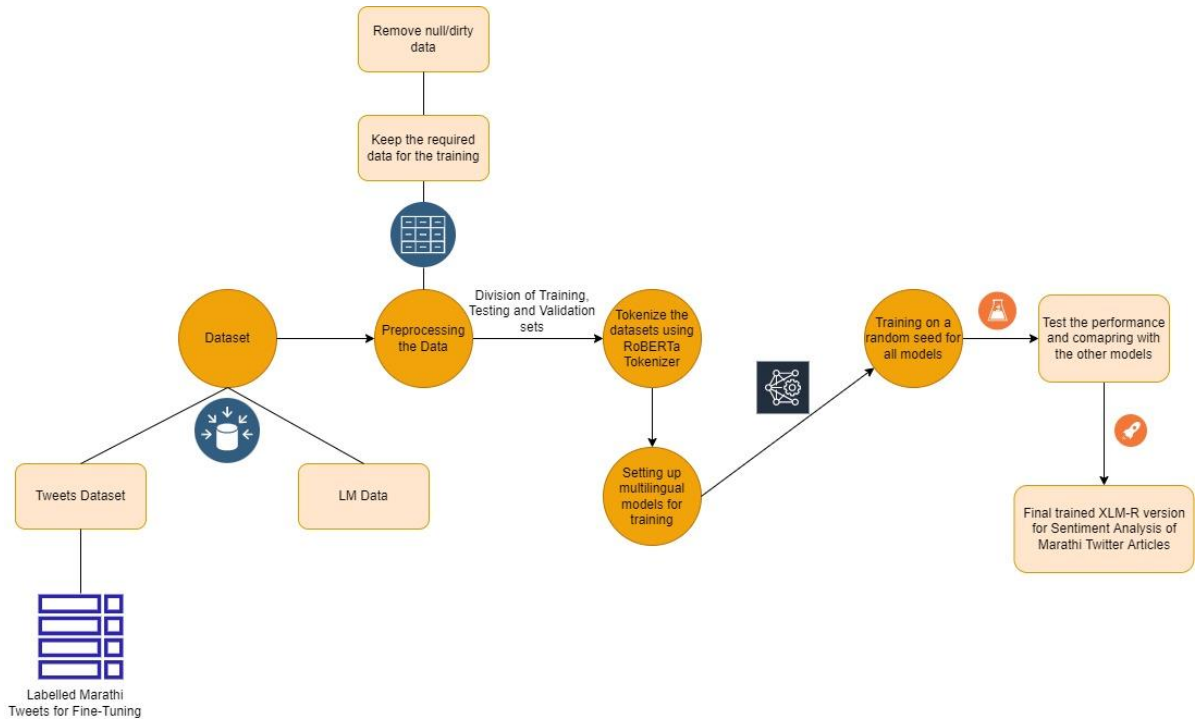 Remove null/dirty
data
Keep the required
data for the training
Dataset
Preprocessing
the Data
Division of Training,
Testing and Validation
sets
Tokenize the
datasets using
RoBERTa
Tokenizer
Training on a
random seed for
all models
Test the performance
and comapring with
the other models
Tweets Dataset
LM Data
Setting up
multilingual
models for
training
Final trained XLM-R version
for Sentiment Analysis of
Marathi Twitter Articles
Labelled Marathi
Tweets for Fine-Tuning